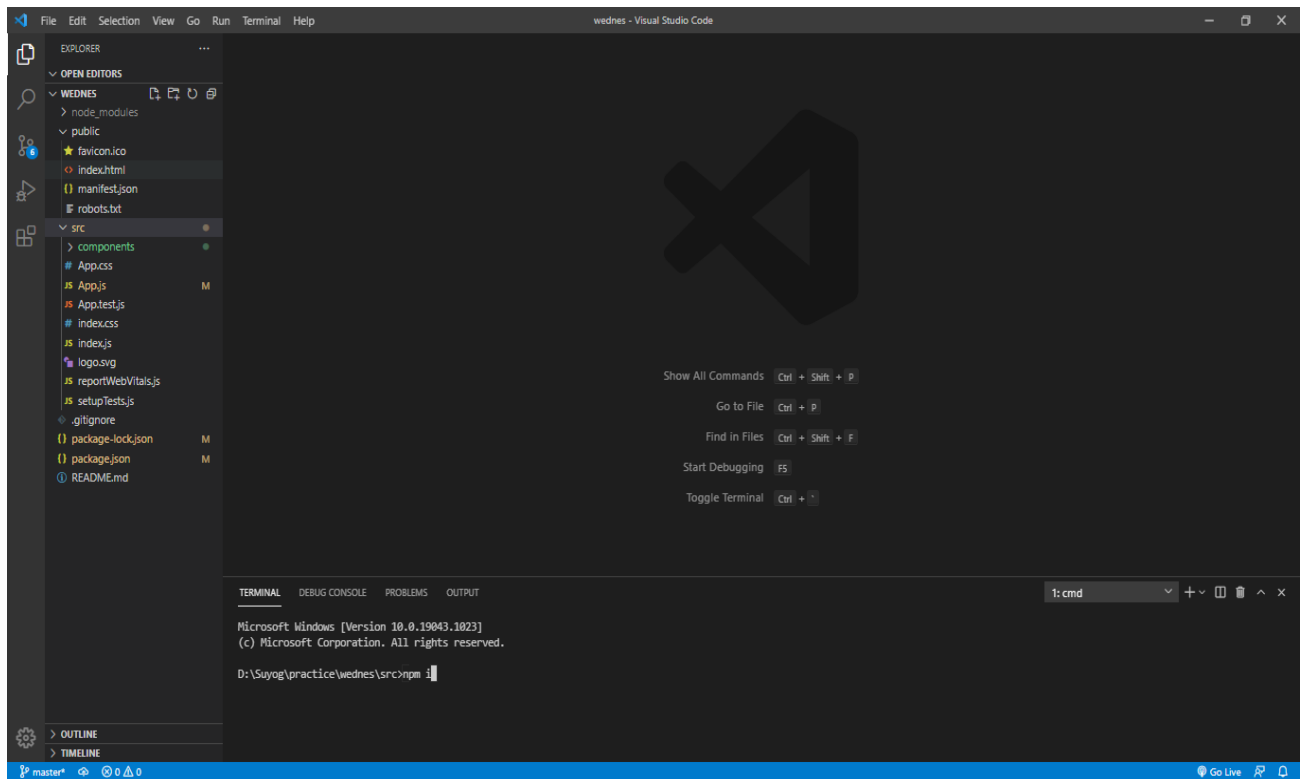 File Edit Selection View Go Run Terminal Help
wednes - Visual Studio Code
EXPLORER
OPEN EDITORS
WEDNES
node_modules
public
favicon.ico
index.html
manifest.json
robots.txt
src
components
App.css
App.js M
App.test.js
index.css
index.js
logo.svg
reportWebVitals.js
setupTests.js
.gitignore
package-lock.json M
package.json M
README.md
OUTLINE
TIMELINE
6
Show All Commands Ctrl + Shift + P
Go to File Ctrl + P
Find in Files Ctrl + Shift + F
Start Debugging F5
Toggle Terminal Ctrl + `
TERMINAL DEBUG CONSOLE PROBLEMS OUTPUT
1: cmd
Microsoft Windows [Version 10.0.19043.1023]
(c) Microsoft Corporation. All rights reserved.
D:\Suyog\practice\wednes\src>npm i
master* 0 0
Go Live